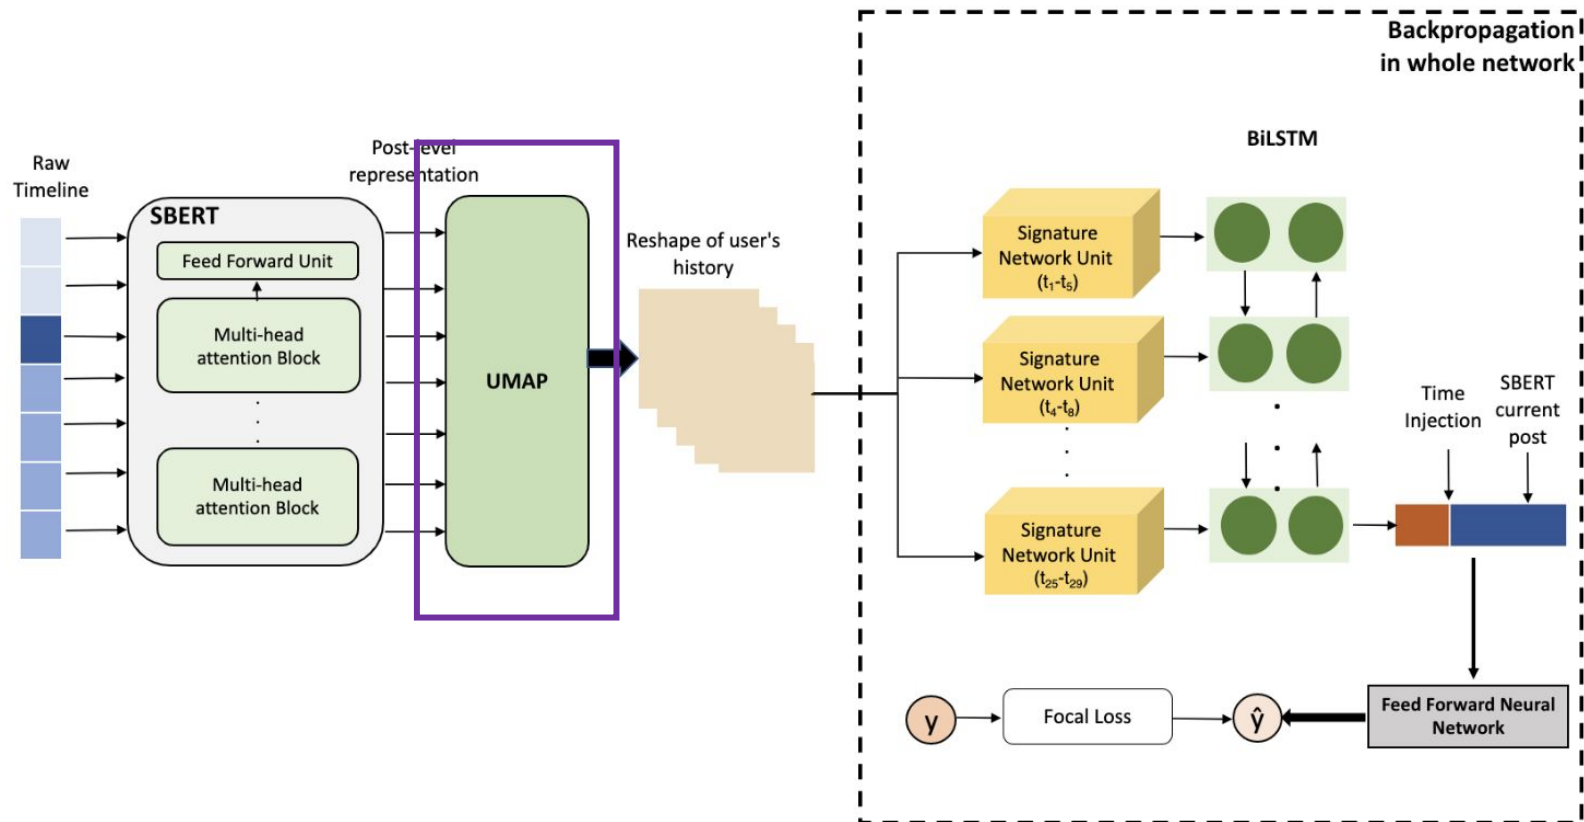 Backpropagation
in whole network
BiLSTM
Raw
Timeline
SBERT
Feed Forward Unit
Multi-head
attention Block
.
.
.
Multi-head
attention Block
Post-level
representation
UMAP
Reshape of user's
history
Signature
Network Unit
(t₁-t₅)
Signature
Network Unit
(t₄-t₈)
.
.
.
Signature
Network Unit
(t₂₅-t₂₉)
Time
Injection
SBERT
current
post
y
Focal Loss
ŷ
Feed Forward Neural
Network